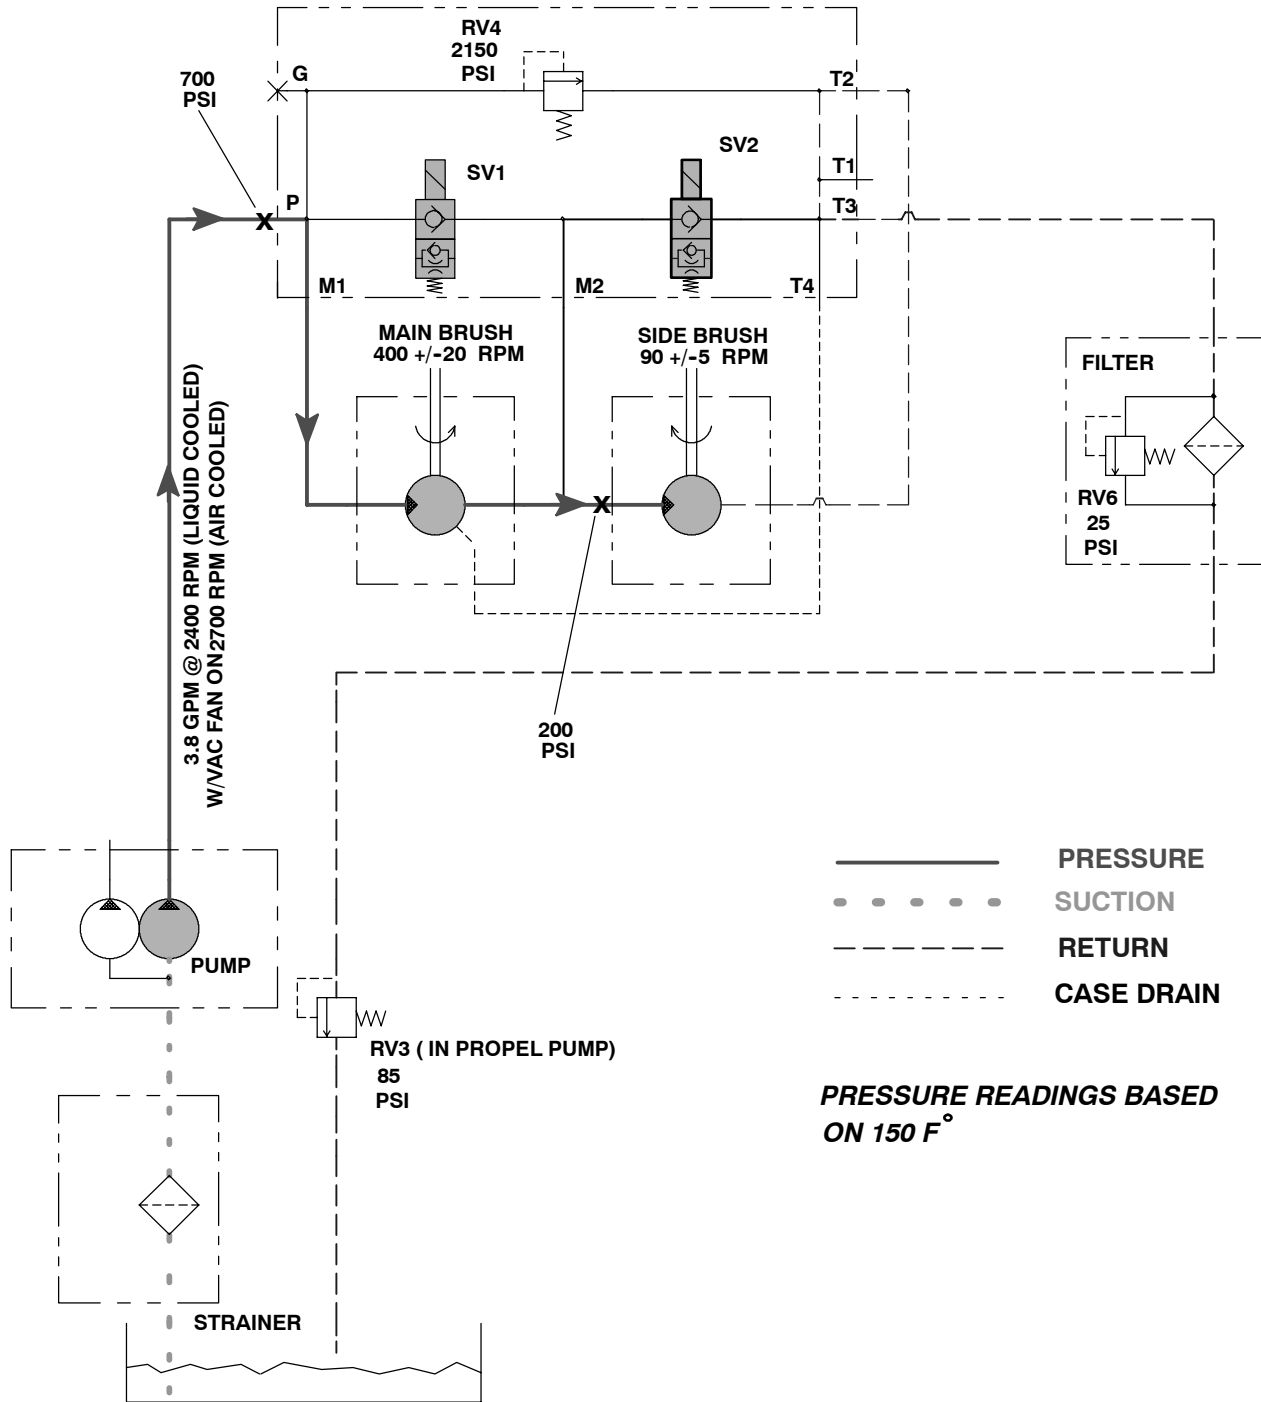 RV4
2150
PSI
700
PSI
G
T2
SV1
SV2
T1
P
T3
M1
M2
T4
MAIN BRUSH
400 +/-20 RPM
SIDE BRUSH
90 +/-5 RPM
FILTER
RV6
25
PSI
3.8 GPM @ 2400 RPM (LIQUID COOLED)
W/VAC FAN ON2700 RPM (AIR COOLED)
X
X
200
PSI
PRESSURE
SUCTION
RETURN
CASE DRAIN
PUMP
RV3 ( IN PROPEL PUMP)
85
PSI
PRESSURE READINGS BASED
ON 150 F°
STRAINER